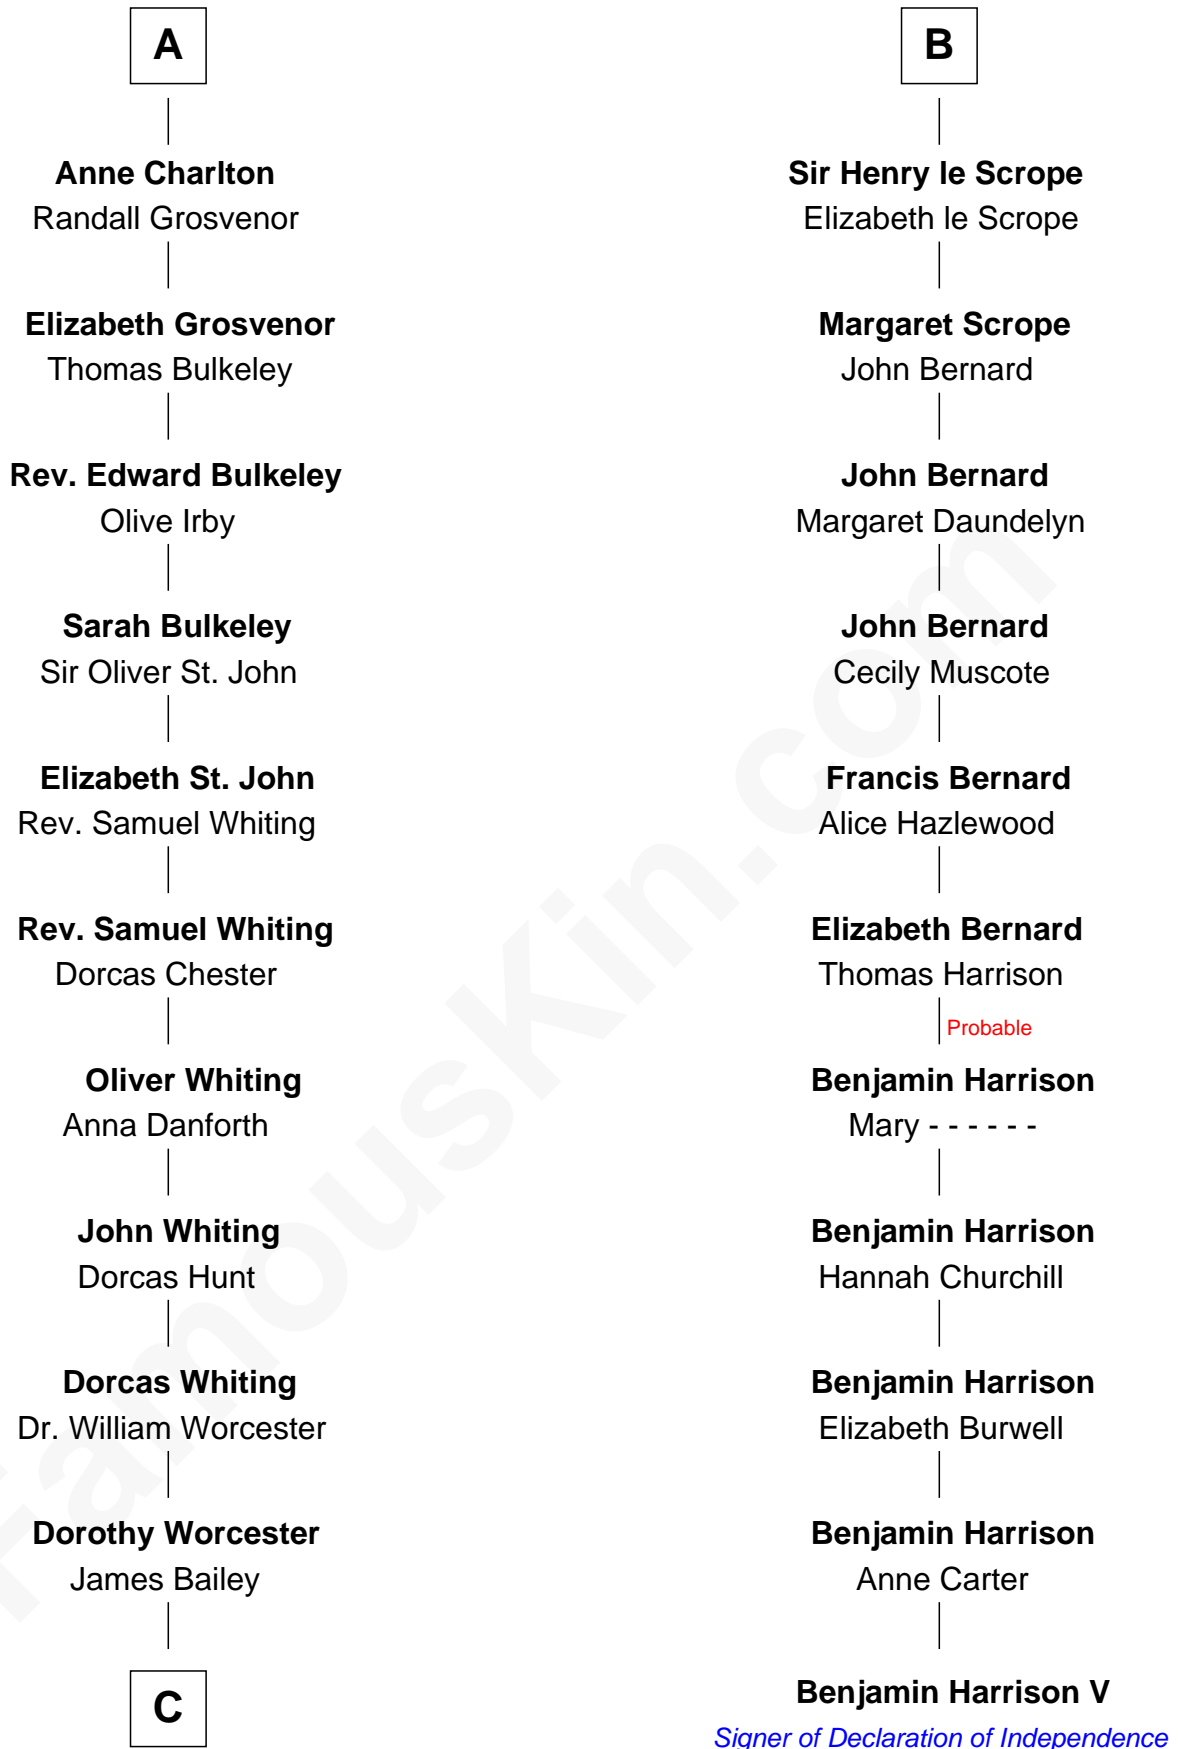 A
Anne Charlton
Randall Grosvenor
Elizabeth Grosvenor
Thomas Bulkeley
Rev. Edward Bulkeley
Olive Irby
Sarah Bulkeley
Sir Oliver St. John
Elizabeth St. John
Rev. Samuel Whiting
Rev. Samuel Whiting
Dorcas Chester
Oliver Whiting
Anna Danforth
John Whiting
Dorcas Hunt
Dorcas Whiting
Dr. William Worcester
Dorothy Worcester
James Bailey
C
B
Sir Henry le Scrope
Elizabeth le Scrope
Margaret Scrope
John Bernard
John Bernard
Margaret Daundelyn
John Bernard
Cecily Muscote
Francis Bernard
Alice Hazlewood
Elizabeth Bernard
Thomas Harrison
Probable
Benjamin Harrison
Mary - - - - - -
Benjamin Harrison
Hannah Churchill
Benjamin Harrison
Elizabeth Burwell
Benjamin Harrison
Anne Carter
Benjamin Harrison V
Signer of Declaration of Independence
FamousKin.com